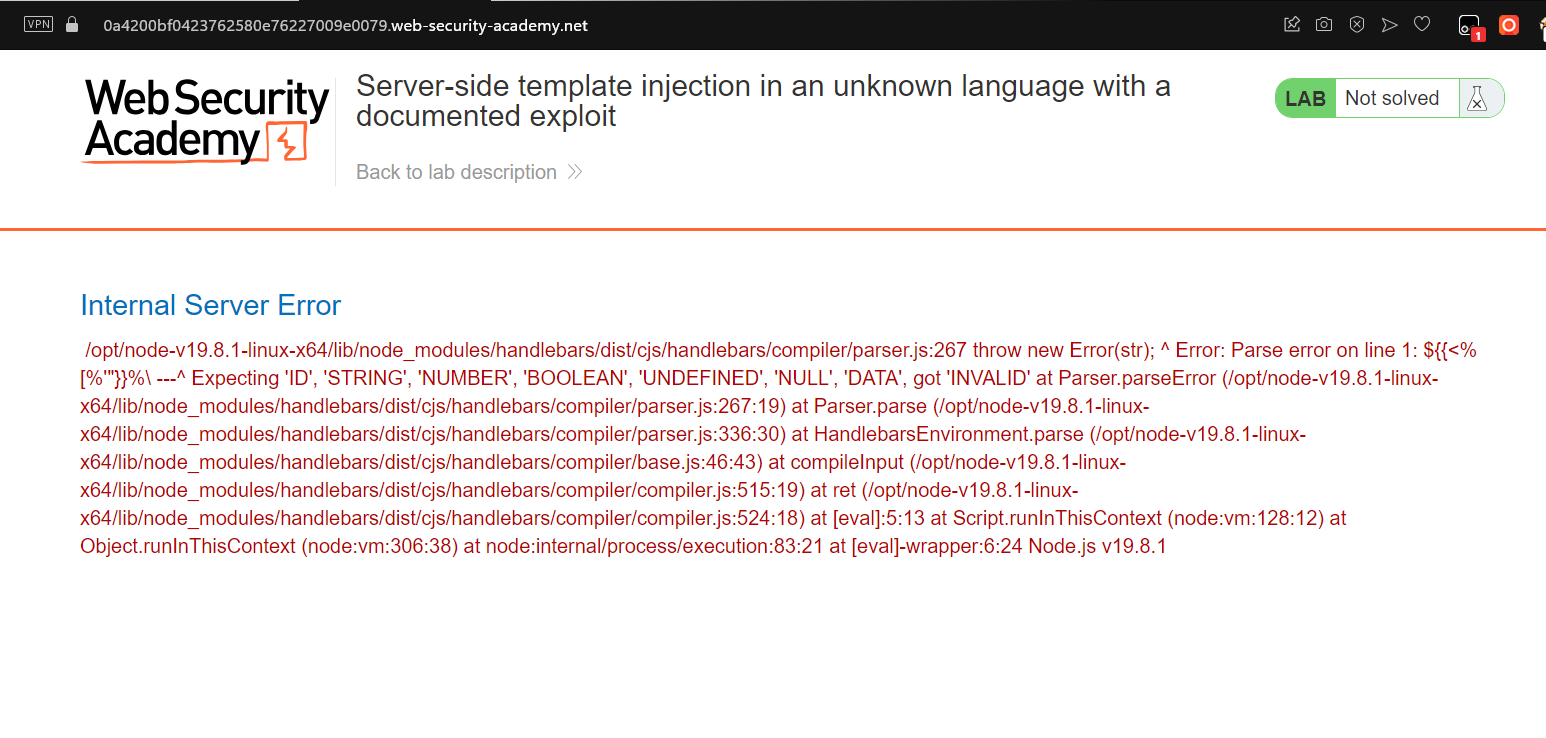 VPN
0a4200bf0423762580e76227009e0079.web-security-academy.net
1
Web Security
Academy
Server-side template injection in an unknown language with a
documented exploit
Back to lab description
LAB
Not solved
Internal Server Error
/opt/node-v19.8.1-linux-x64/lib/node_modules/handlebars/dist/cjs/handlebars/compiler/parser.js:267 throw new Error(str); ^ Error: Parse error on line 1: ${{<%
[%'"}}%\ ---^ Expecting 'ID', 'STRING', 'NUMBER', 'BOOLEAN', 'UNDEFINED', 'NULL', 'DATA', got 'INVALID' at Parser.parseError (/opt/node-v19.8.1-linux-
x64/lib/node_modules/handlebars/dist/cjs/handlebars/compiler/parser.js:267:19) at Parser.parse (/opt/node-v19.8.1-linux-
x64/lib/node_modules/handlebars/dist/cjs/handlebars/compiler/parser.js:336:30) at HandlebarsEnvironment.parse (/opt/node-v19.8.1-linux-
x64/lib/node_modules/handlebars/dist/cjs/handlebars/compiler/base.js:46:43) at compileInput (/opt/node-v19.8.1-linux-
x64/lib/node_modules/handlebars/dist/cjs/handlebars/compiler/compiler.js:515:19) at ret (/opt/node-v19.8.1-linux-
x64/lib/node_modules/handlebars/dist/cjs/handlebars/compiler/compiler.js:524:18) at [eval]:5:13 at Script.runInThisContext (node:vm:128:12) at
Object.runInThisContext (node:vm:306:38) at node:internal/process/execution:83:21 at [eval]-wrapper:6:24 Node.js v19.8.1